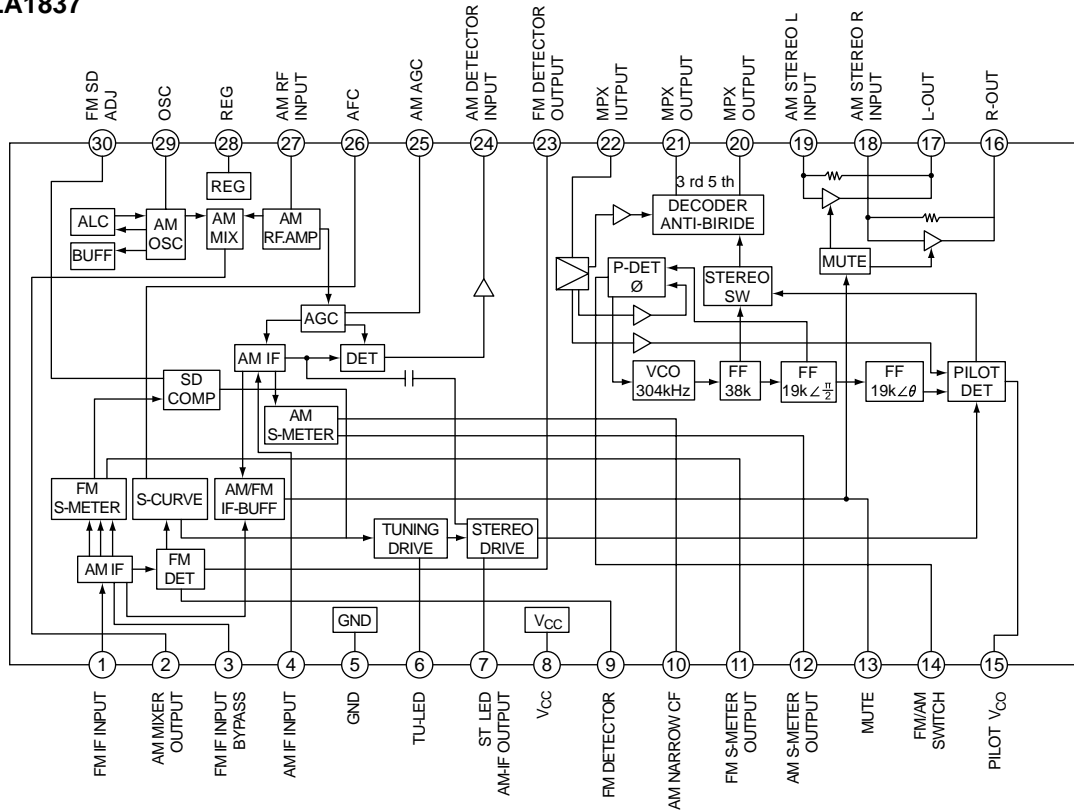 LA1837
FM SD
ADJ
OSC
REG
AM RF
INPUT
AFC
AM AGC
AM DETECTOR
INPUT
FM DETECTOR
OUTPUT
MPX
IUTPUT
MPX
OUTPUT
MPX
OUTPUT
AM STEREO L
INPUT
AM STEREO R
INPUT
L-OUT
R-OUT
30
29
28
27
26
25
24
23
22
21
20
19
18
17
16
REG
3 rd 5 th
ALC
BUFF
AM
OSC
AM
MIX
AM
RF.AMP
DECODER
ANTI-BIRIDE
MUTE
P-DET
Ø
STEREO
SW
AGC
AM IF
DET
VCO
304kHz
FF
38k
FF
19k∠π/2
FF
19k∠θ
PILOT
DET
SD
COMP
AM
S-METER
FM
S-METER
S-CURVE
AM/FM
IF-BUFF
TUNING
DRIVE
STEREO
DRIVE
AM IF
FM
DET
GND
VCC
1
2
3
4
5
6
7
8
9
10
11
12
13
14
15
FM IF INPUT
AM MIXER
OUTPUT
FM IF INPUT
BYPASS
AM IF INPUT
GND
TU-LED
ST LED
AM-IF OUTPUT
VCC
FM DETECTOR
AM NARROW CF
FM S-METER
OUTPUT
AM S-METER
OUTPUT
MUTE
FM/AM
SWITCH
PILOT VCO